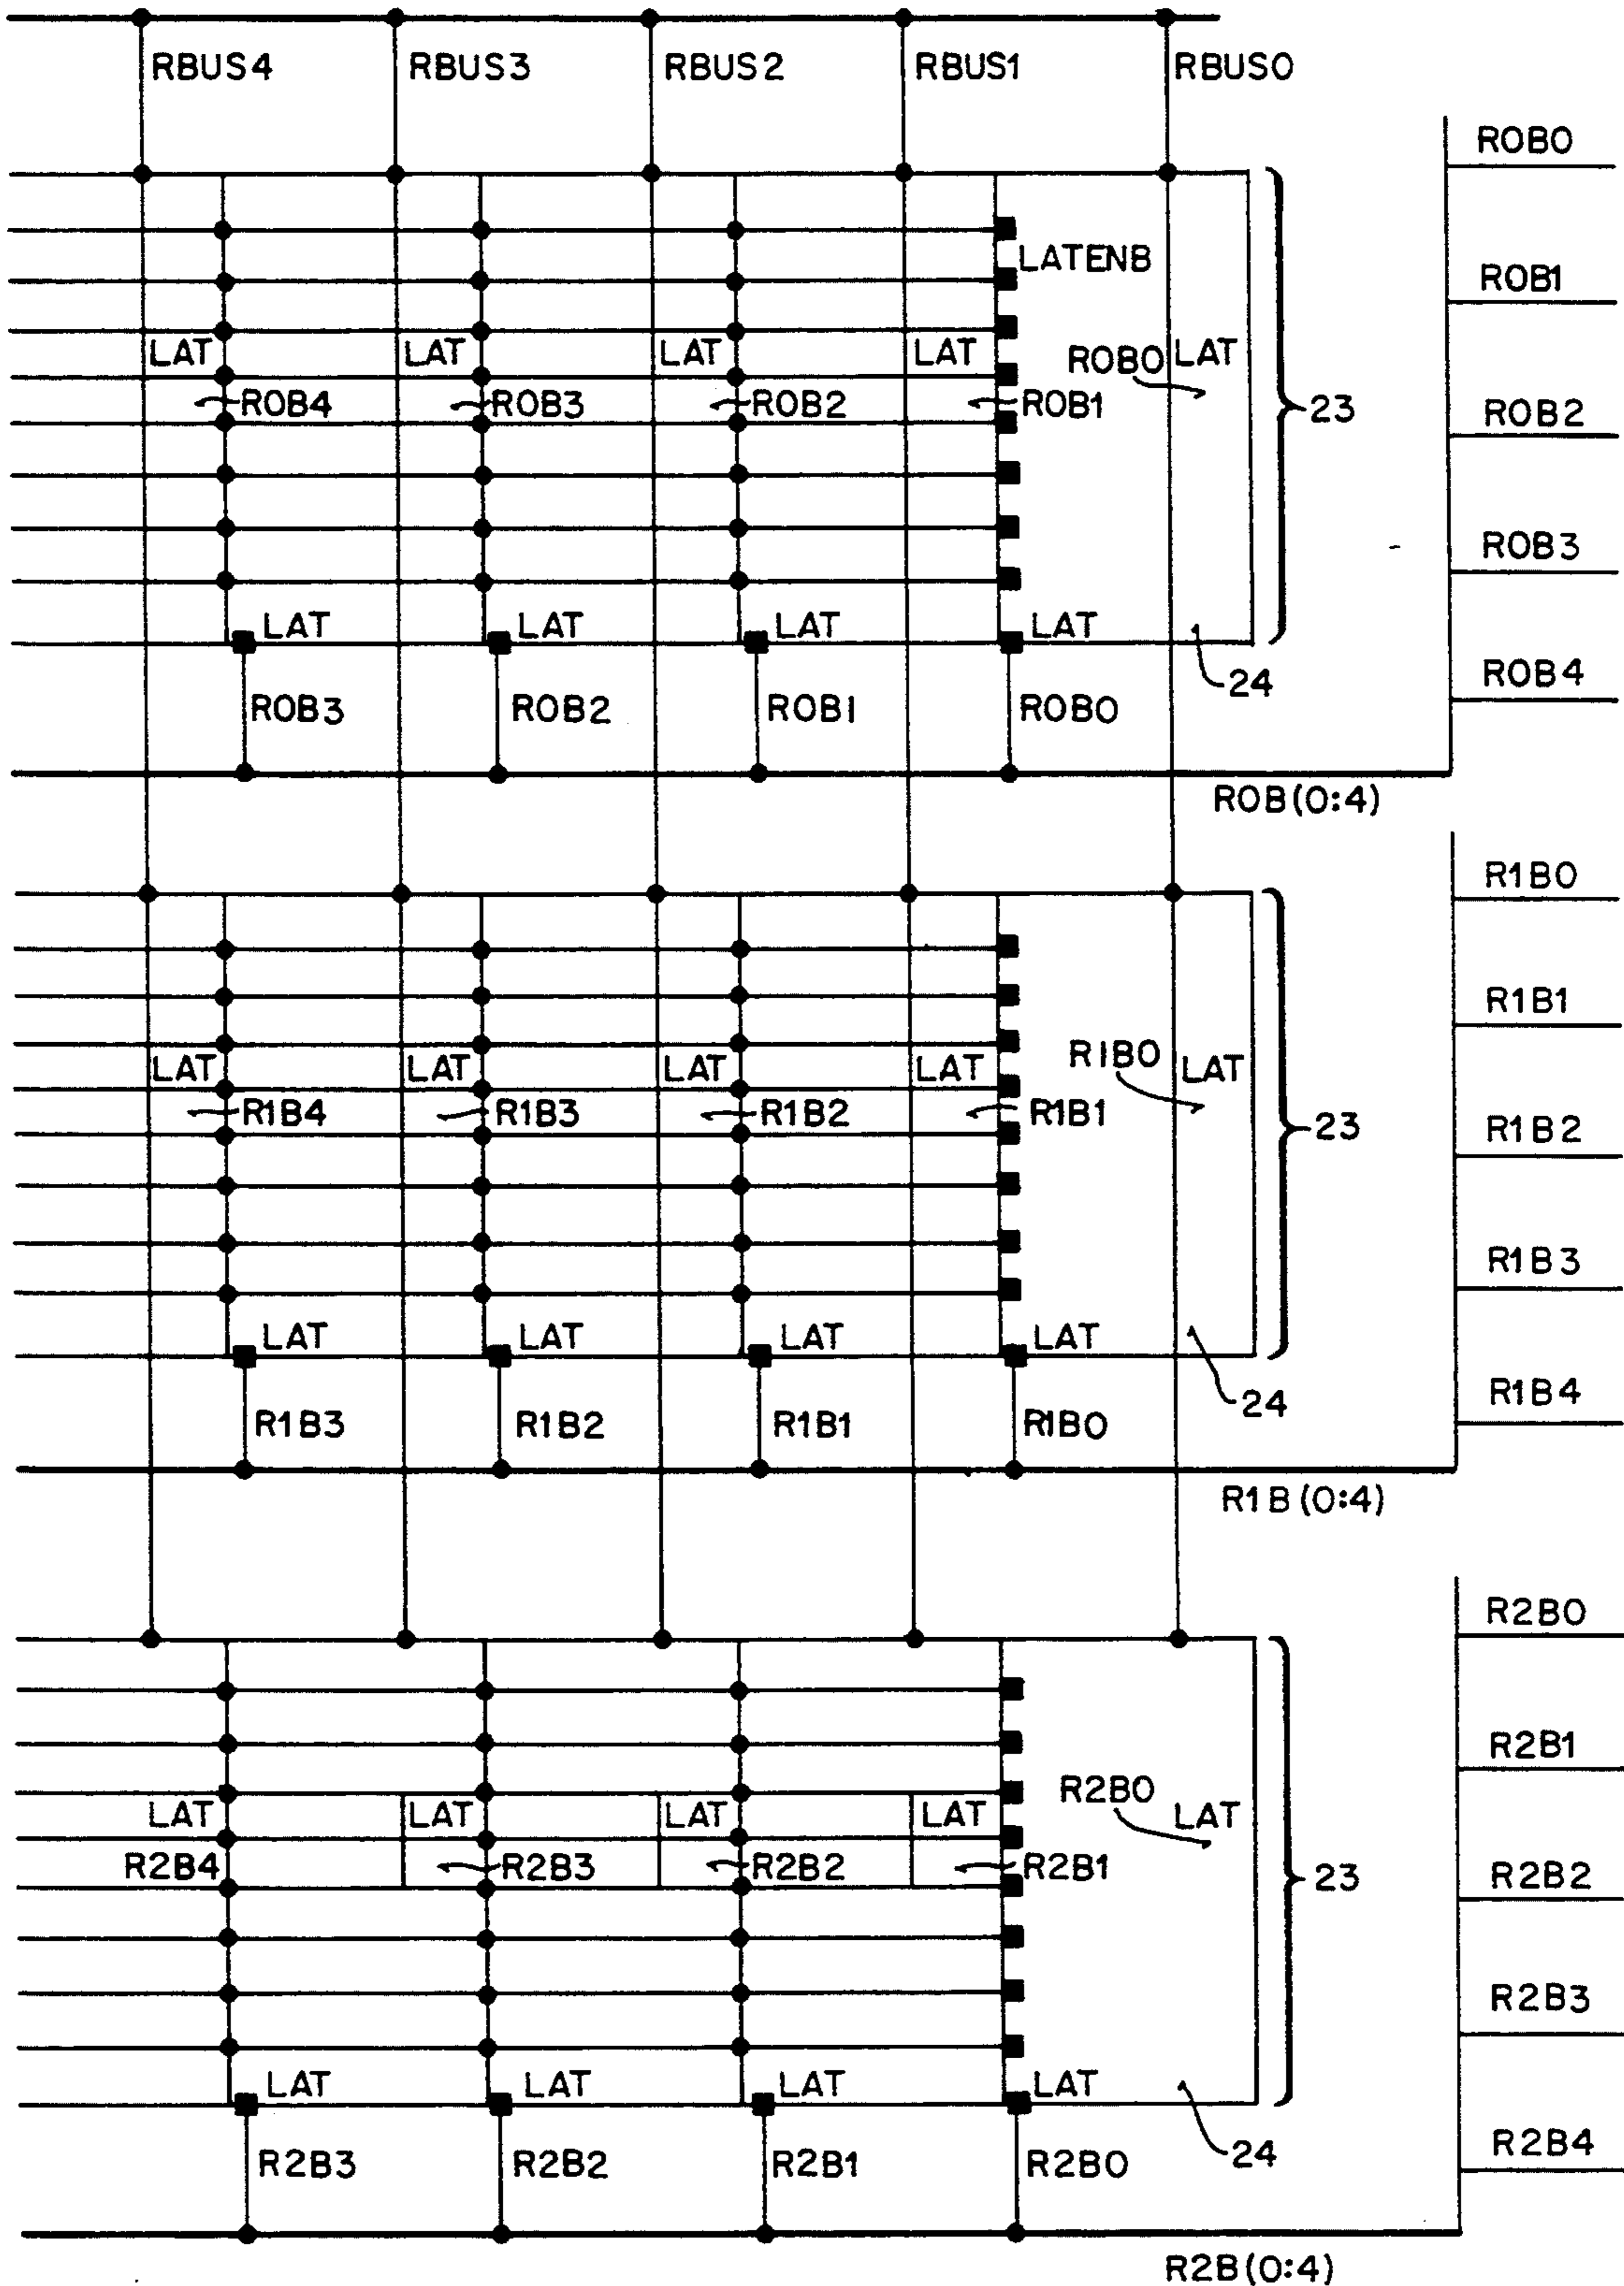 RBUS4 RBUS3 RBUS2 RBUS1 RBUS0
R0B0
LATENB
R0B1
LAT LAT LAT LAT R0B0 LAT
R0B4 R0B3 R0B2 R0B1 23 R0B2
R0B3
LAT LAT LAT LAT
24 R0B4
R0B3 R0B2 R0B1 R0B0
R0B(0:4)
R1B0
R1B1
LAT LAT LAT LAT R1B0 LAT
R1B4 R1B3 R1B2 R1B1 23 R1B2
R1B3
LAT LAT LAT LAT
24 R1B4
R1B3 R1B2 R1B1 R1B0
R1B(0:4)
R2B0
R2B1
LAT LAT LAT LAT R2B0 LAT
R2B4 R2B3 R2B2 R2B1 23 R2B2
R2B3
LAT LAT LAT LAT
24 R2B4
R2B3 R2B2 R2B1 R2B0
R2B(0:4)